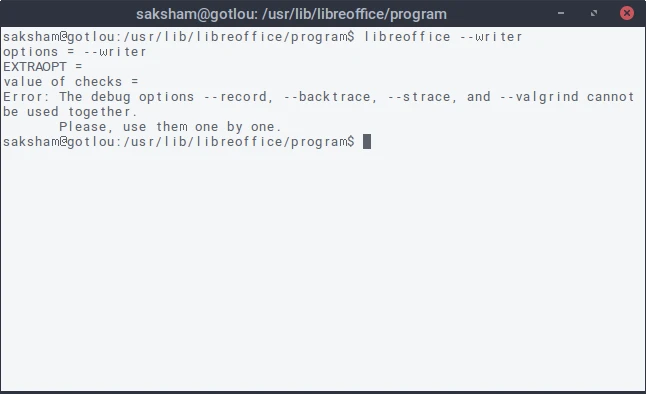 saksham@gotlou: /usr/lib/libreoffice/program
saksham@gotlou:/usr/lib/libreoffice/program$ libreoffice --writer
options = --writer
EXTRAOPT =
value of checks =
Error: The debug options --record, --backtrace, --strace, and --valgrind cannot
be used together.
Please, use them one by one.
saksham@gotlou:/usr/lib/libreoffice/program$